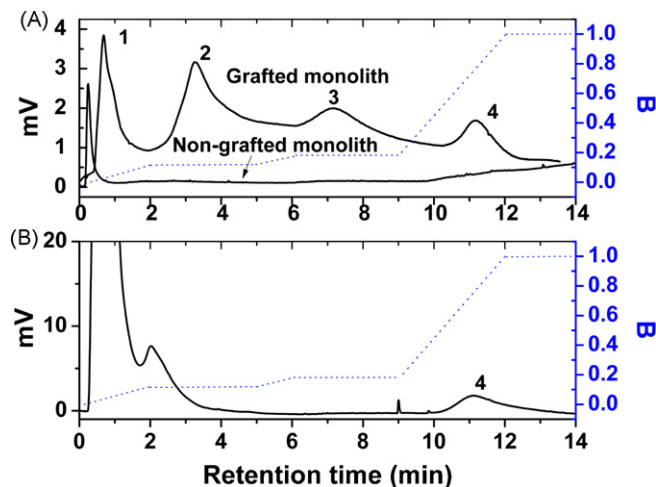 (A)
4
3
2
1
0
mV
1
2
Grafted monolith
3
4
Non-grafted monolith
1.0
0.8
0.6
0.4
0.2
0.0
B
0 2 4 6 8 10 12 14
(B)
20
10
0
mV
4
1.0
0.8
0.6
0.4
0.2
0.0
B
0 2 4 6 8 10 12 14
Retention time (min)